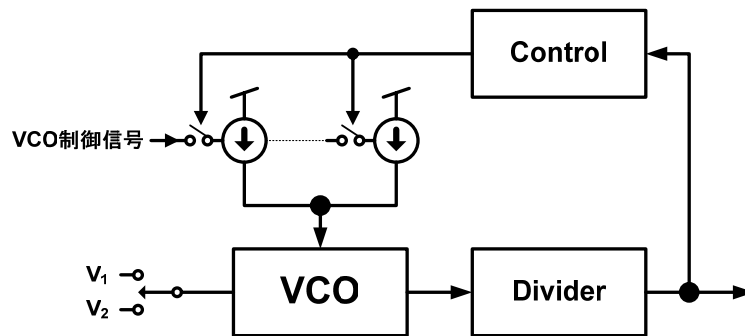 Control
VCO制御信号
V₁
V₂
VCO
Divider